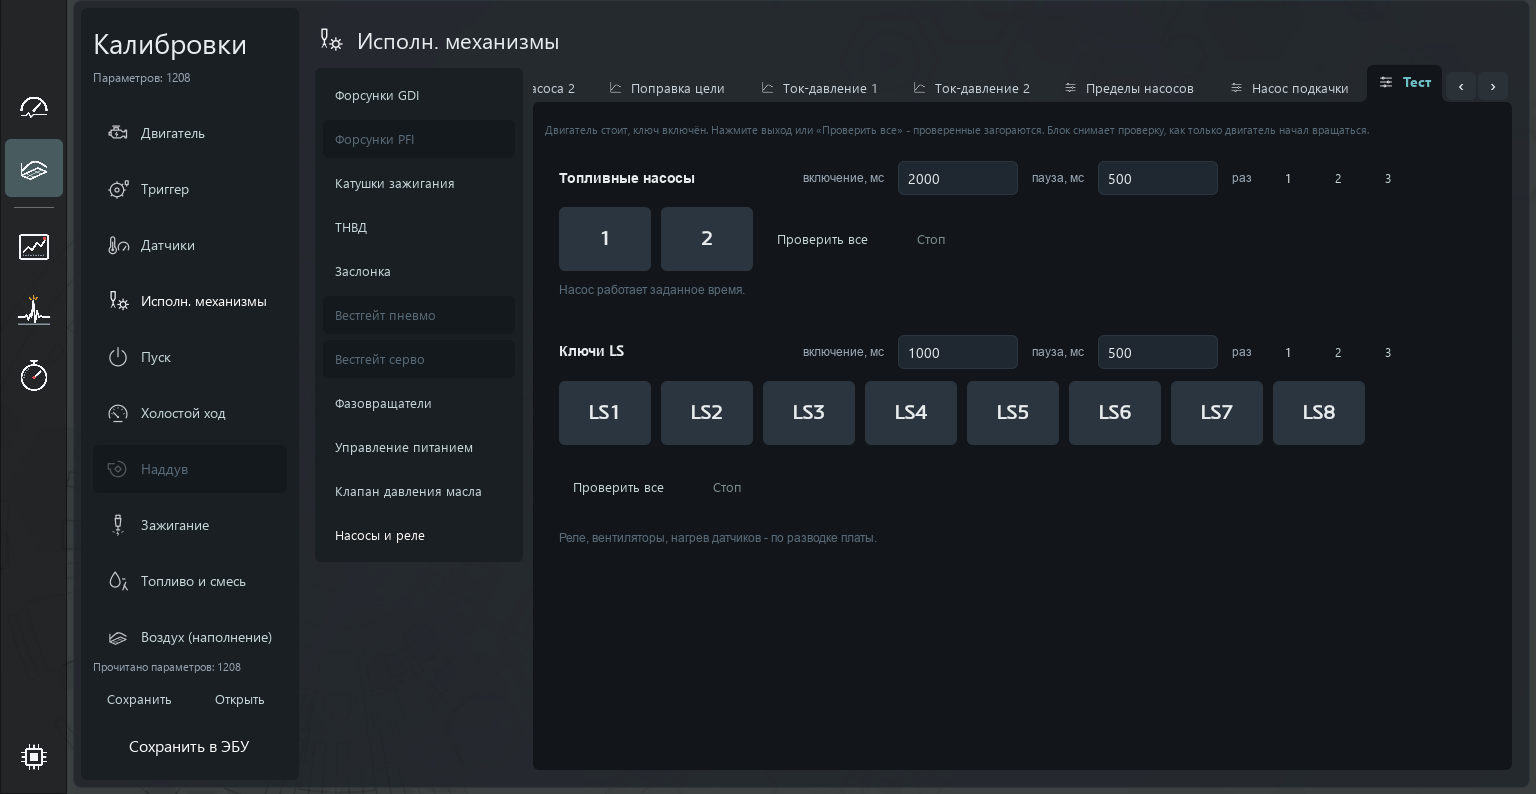 Калибровки
Параметров: 1208
Двигатель
Триггер
Датчики
Исполн. механизмы
Пуск
Холостой ход
Наддув
Зажигание
Топливо и смесь
Воздух (наполнение)
Прочитано параметров: 1208
Сохранить Открыть
Сохранить в ЭБУ
Исполн. механизмы
Форсунки GDI
Форсунки PFI
Катушки зажигания
ТНВД
Заслонка
Вестгейт пневмо
Вестгейт серво
Фазовращатели
Управление питанием
Клапан давления масла
Насосы и реле
асоса 2 Поправка цели Ток-давление 1 Ток-давление 2 Пределы насосов Насос подкачки Тест ‹ ›
Двигатель стоит, ключ включён. Нажмите выход или «Проверить все» - проверенные загораются. Блок снимает проверку, как только двигатель начал вращаться.
Топливные насосы включение, мс 2000 пауза, мс 500 раз 1 2 3
1 2 Проверить все Стоп
Насос работает заданное время.
Ключи LS включение, мс 1000 пауза, мс 500 раз 1 2 3
LS1 LS2 LS3 LS4 LS5 LS6 LS7 LS8
Проверить все Стоп
Реле, вентиляторы, нагрев датчиков - по разводке платы.